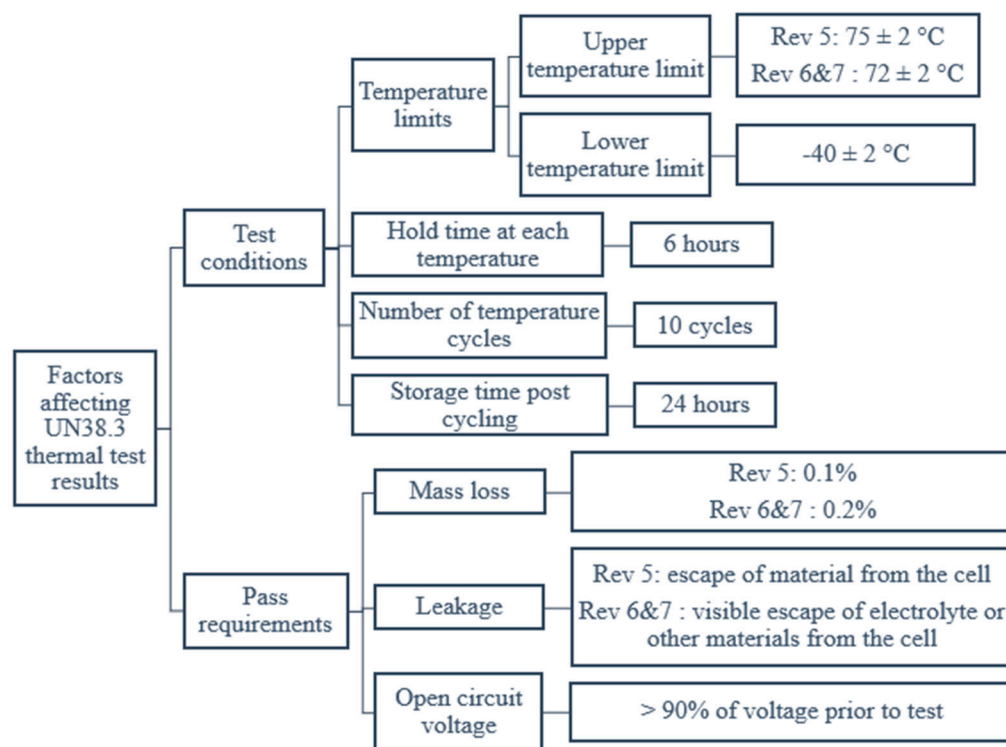 Factors
affecting
UN38.3
thermal test
results
Test
conditions
Temperature
limits
Upper
temperature limit
Rev 5: 75 ± 2 °C
Rev 6&7 : 72 ± 2 °C
Lower
temperature limit
-40 ± 2 °C
Hold time at each
temperature
6 hours
Number of temperature
cycles
10 cycles
Storage time post
cycling
24 hours
Pass
requirements
Mass loss
Rev 5: 0.1%
Rev 6&7 : 0.2%
Leakage
Rev 5: escape of material from the cell
Rev 6&7 : visible escape of electrolyte or
other materials from the cell
Open circuit
voltage
> 90% of voltage prior to test